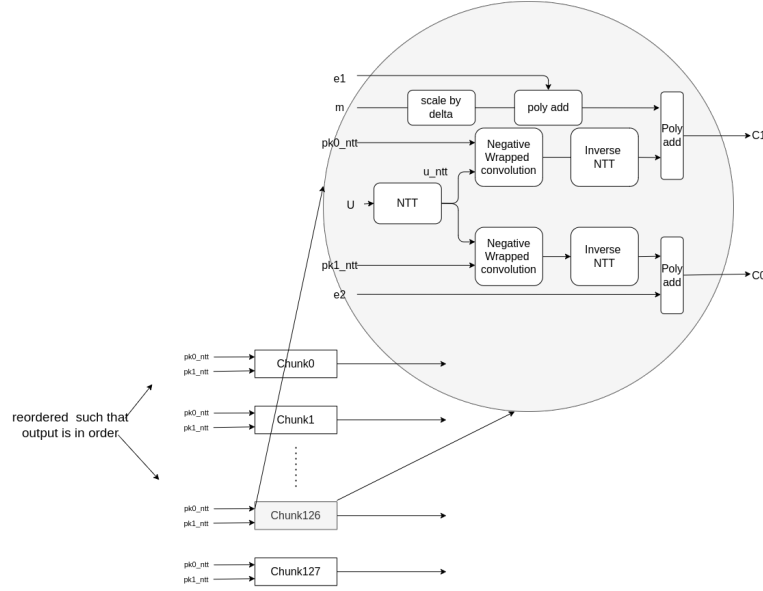 e1
m
scale by
delta
poly add
Poly
add
C1
pk0_ntt
Negative
Wrapped
convolution
Inverse
NTT
u_ntt
U
NTT
Negative
Wrapped
convolution
Inverse
NTT
Poly
add
C0
pk1_ntt
e2
pk0_ntt
pk1_ntt
Chunk0
reordered such that
output is in order
pk0_ntt
pk1_ntt
Chunk1
pk0_ntt
pk1_ntt
Chunk126
pk0_ntt
pk1_ntt
Chunk127